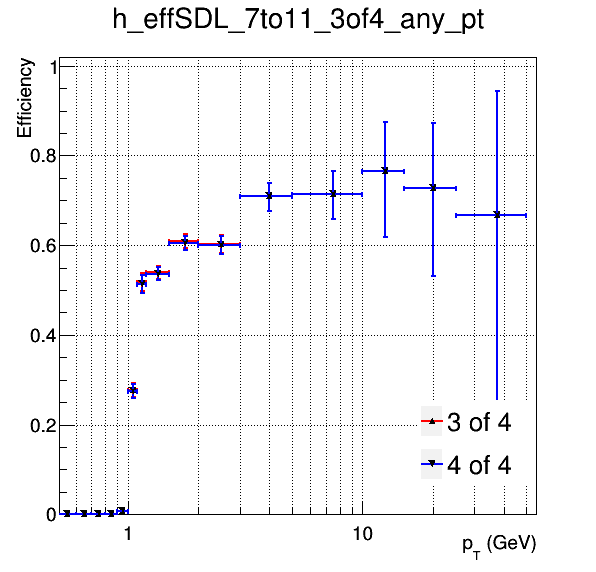 h_effSDL_7to11_3of4_any_pt
Efficiency
1
0.8
0.6
0.4
0.2
0
3 of 4
4 of 4
1
10
p_T (GeV)